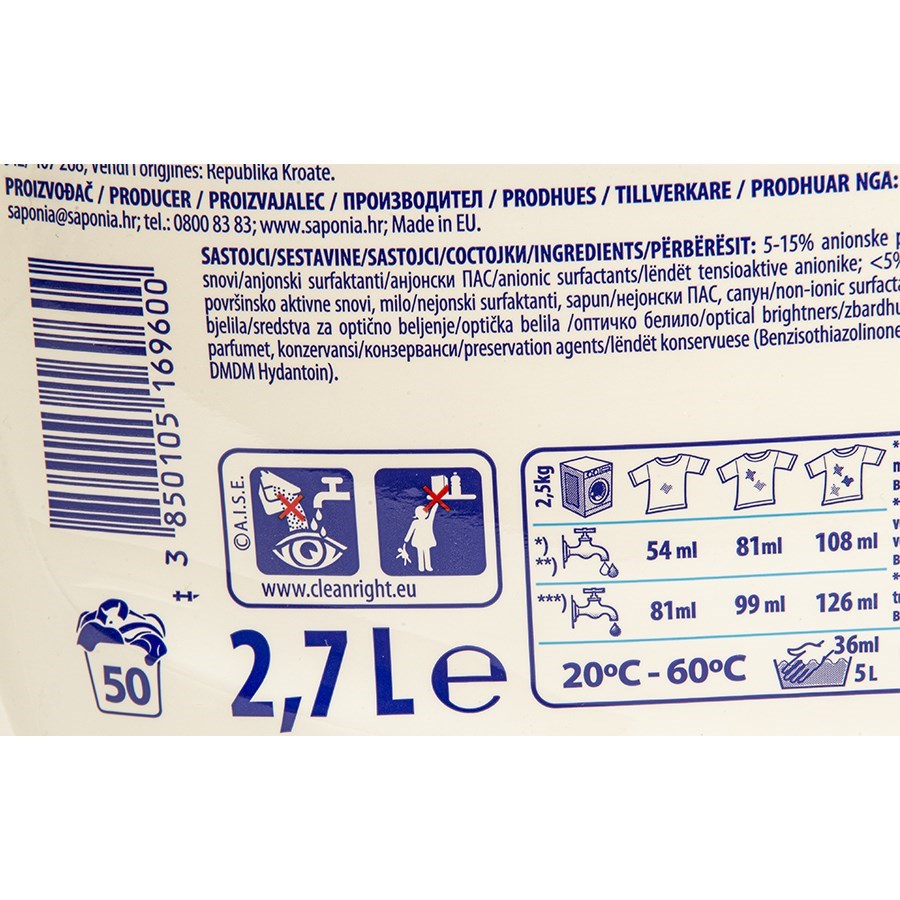 vendi i origjines: Republika Kroate.
PROIZVOĐAČ / PRODUCER / PROIZVAJALEC / ПРОИЗВОДИТЕЛ / PRODHUES / TILLVERKARE / PRODHUAR NGA:
saponia@saponia.hr; tel.: 0800 83 83; www.saponia.hr; Made in EU.
SASTOJCI/SESTAVINE/SASTOJCI/СОСТОЈКИ/INGREDIENTS/PËRBËRËSIT: 5-15% anionske
snovi/anjonski surfaktanti/анјонски ПАС/anionic surfactants/lëndët tensioaktive anionike; <5%
površinsko aktivne snovi, milo/nejonski surfaktanti, sapun/нејонски ПАС, сапун/non-ionic
bjelila/sredstva za optično beljenje/optička belila /оптичко белило/optical brighteners/
parfumet, konzervansi/конзерванси/preservation agents/lëndët konservuese (Benzisothiazolinone
DMDM Hydantoin).
3 850105 169600
© A.I.S.E.
www.cleanright.eu
50
2,7 L e
2,5kg
*)
**)
54 ml 81ml 108 ml
***)
81ml 99 ml 126 ml
20ºC - 60ºC
36ml
5L